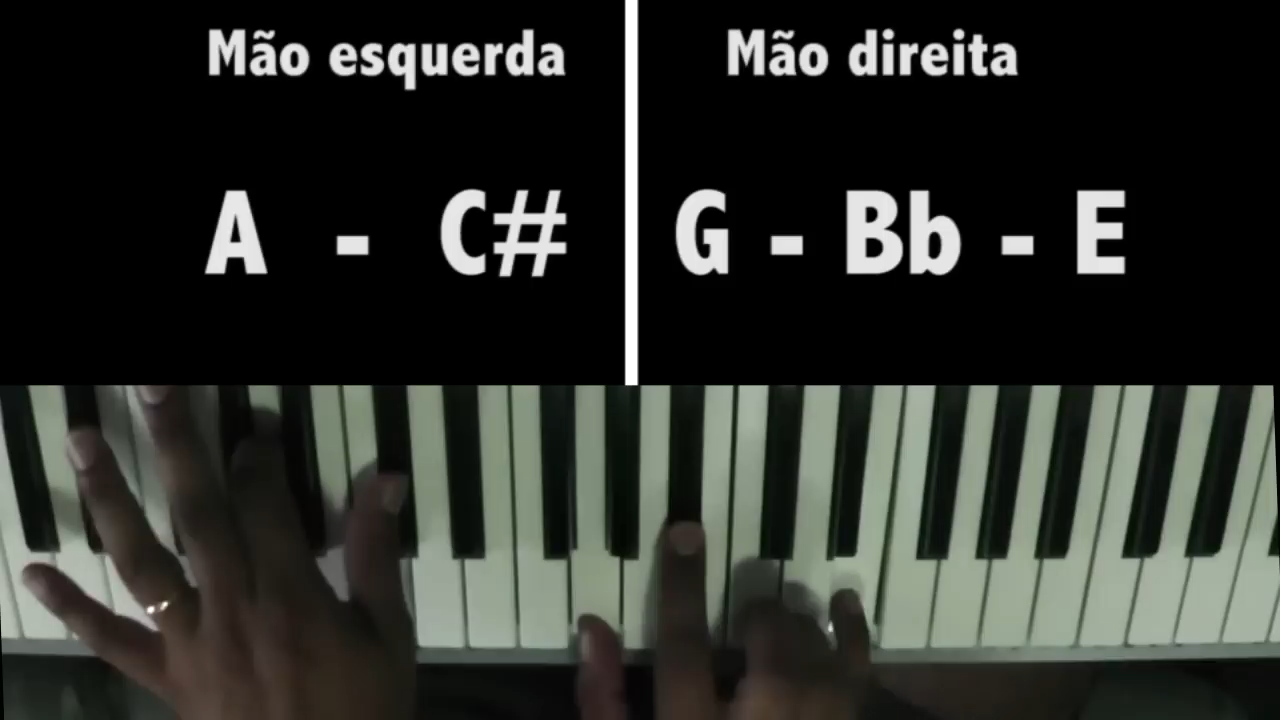 Mão esquerda
Mão direita
A - C#
G - Bb - E